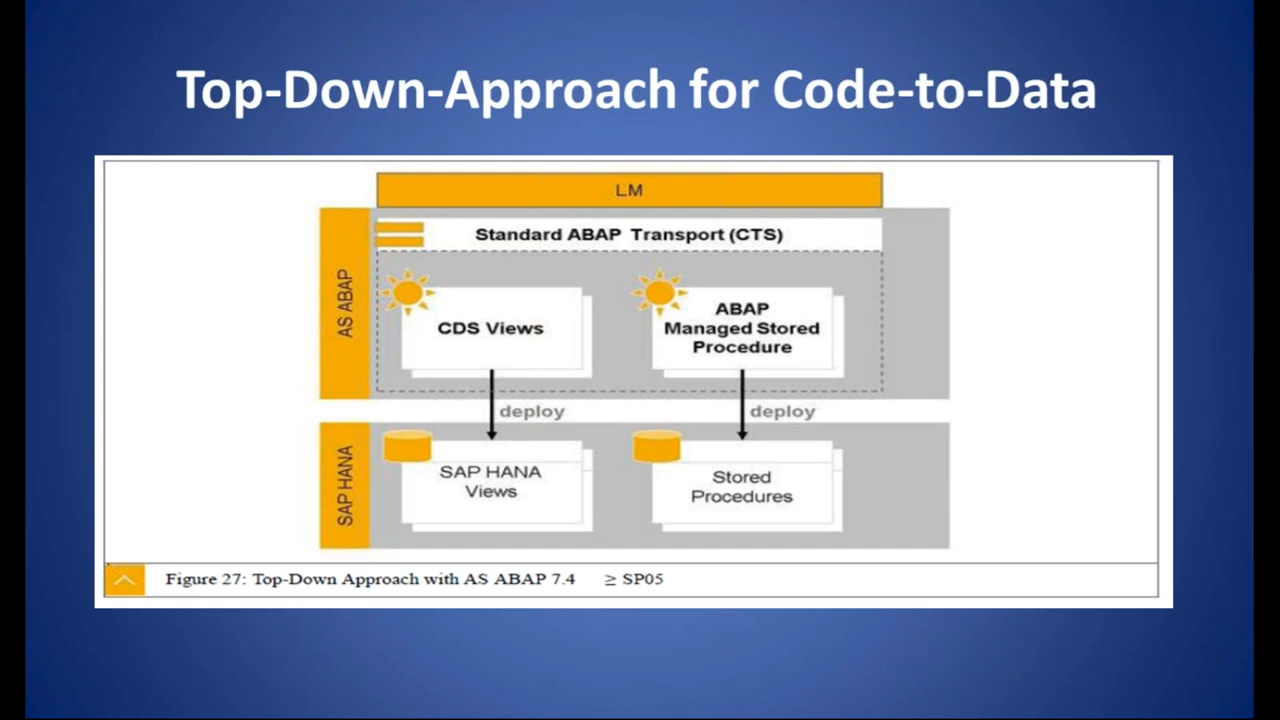 Top-Down-Approach for Code-to-Data
LM
Standard ABAP Transport (CTS)
AS ABAP
CDS Views
ABAP
Managed Stored
Procedure
deploy
deploy
SAP HANA
SAP HANA
Views
Stored
Procedures
Figure 27: Top-Down Approach with AS ABAP 7.4 ≥ SP05